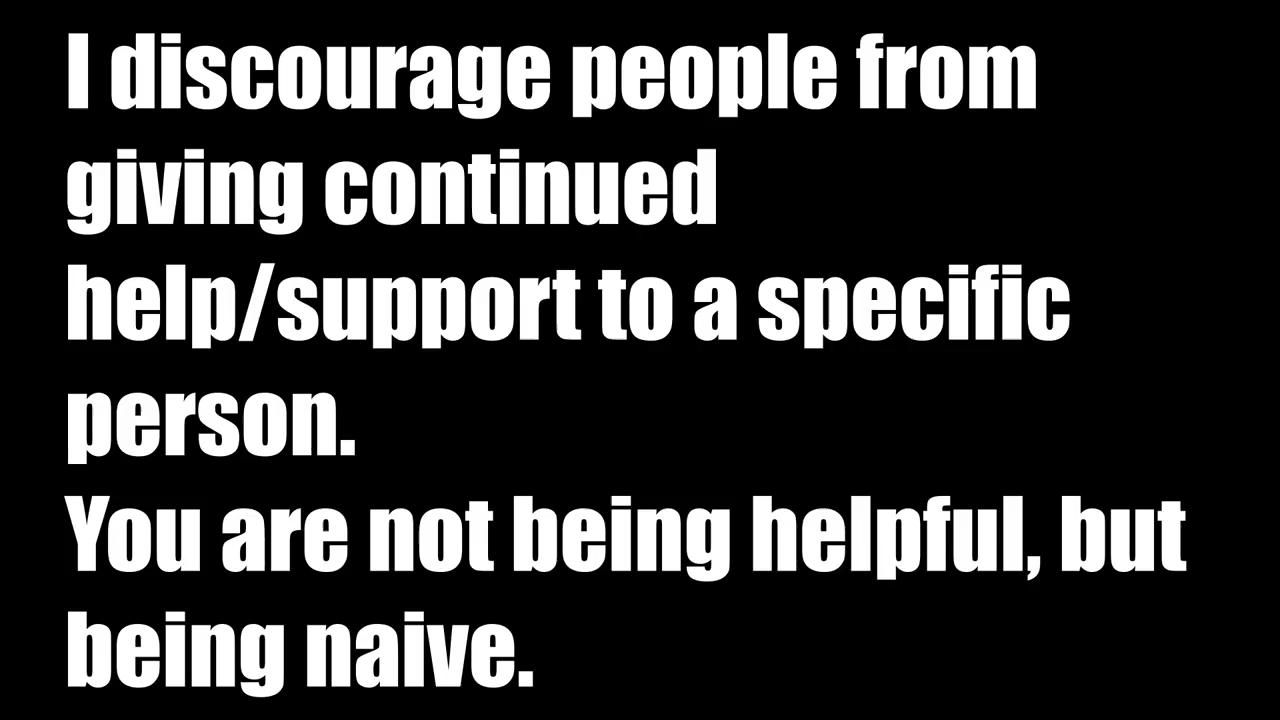 I discourage people from
giving continued
help/support to a specific
person.
You are not being helpful, but
being naive.